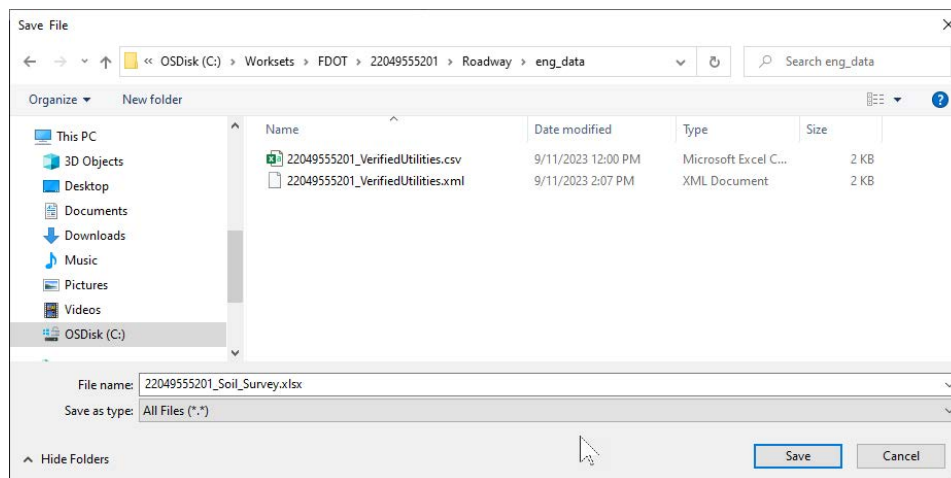 Save File
« OSDisk (C:) › Worksets › FDOT › 22049555201 › Roadway › eng_data
Search eng_data
Organize New folder
Name Date modified Type Size
This PC
3D Objects
Desktop
Documents
Downloads
Music
Pictures
Videos
OSDisk (C:)
22049555201_VerifiedUtilities.csv 9/11/2023 12:00 PM Microsoft Excel C... 2 KB
22049555201_VerifiedUtilities.xml 9/11/2023 2:07 PM XML Document 2 KB
File name: 22049555201_Soil_Survey.xlsx
Save as type: All Files (*.*)
Hide Folders Save Cancel